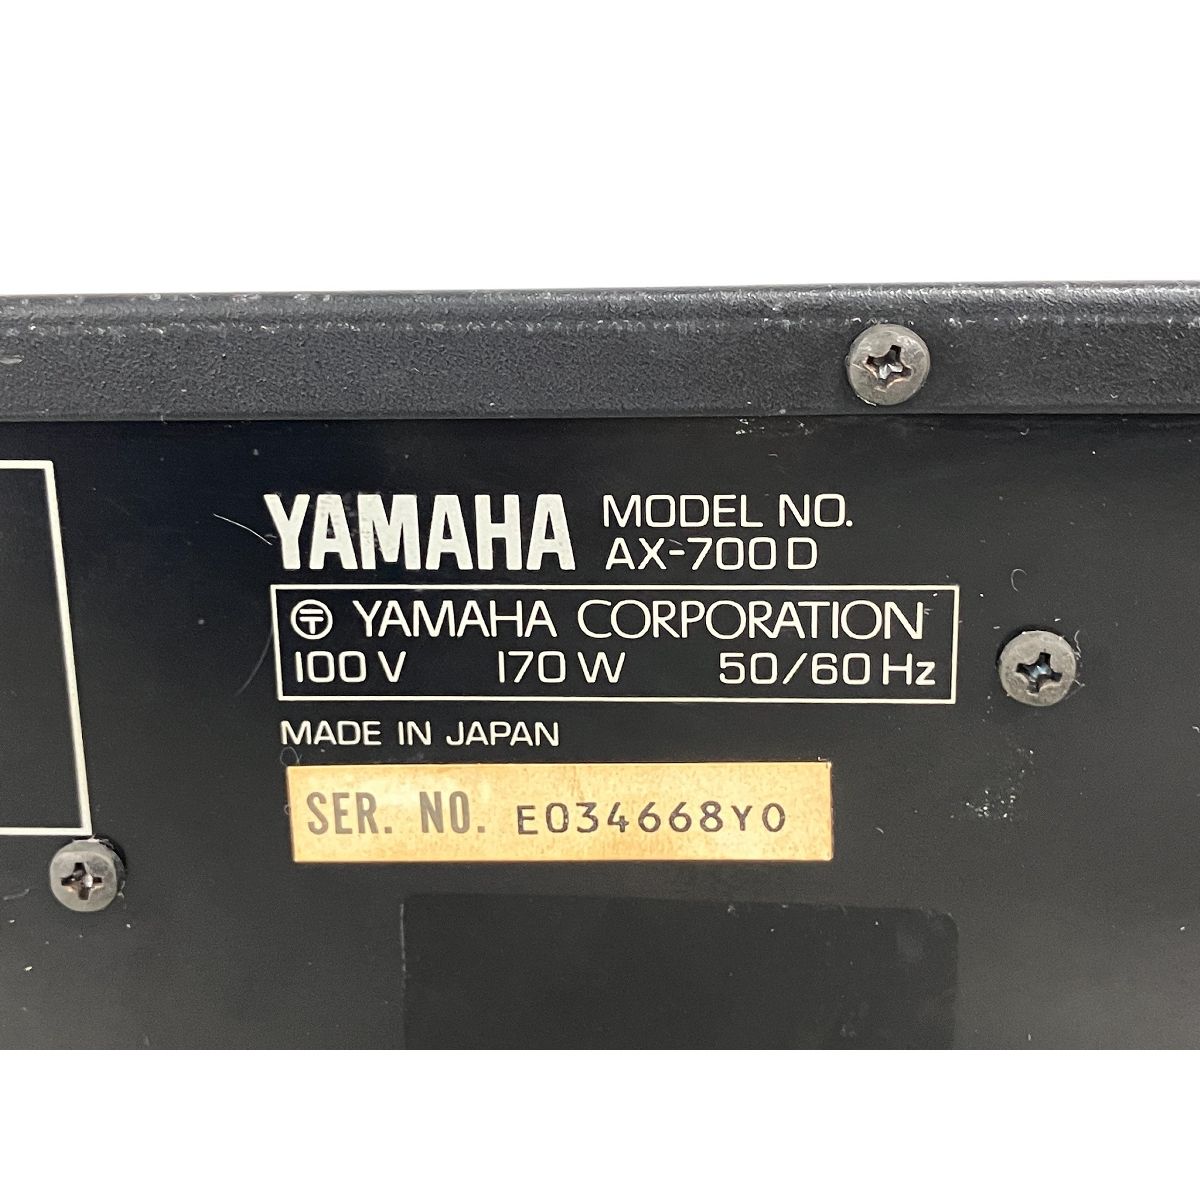 YAMAHA MODEL NO.
AX-700D
〶 YAMAHA CORPORATION
100V 170W 50/60Hz
MADE IN JAPAN
SER. NO. E034668Y0